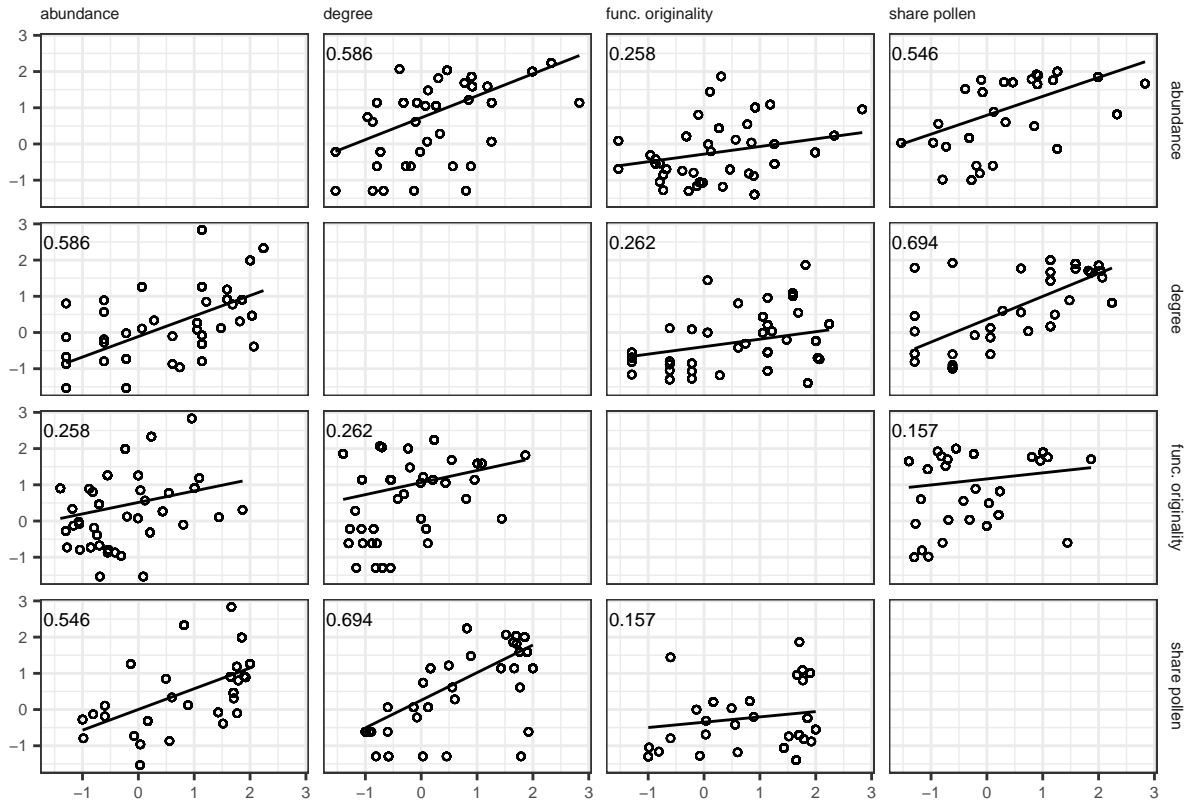 abundance degree func. originality share pollen
3
2
1
0
−1
0.586 0.258 0.546
abundance
3
2
1
0
−1
0.586 0.262 0.694
degree
3
2
1
0
−1
0.258 0.262 0.157
func. originality
3
2
1
0
−1
0.546 0.694 0.157
share pollen
−1 0 1 2 3 −1 0 1 2 3 −1 0 1 2 3 −1 0 1 2 3